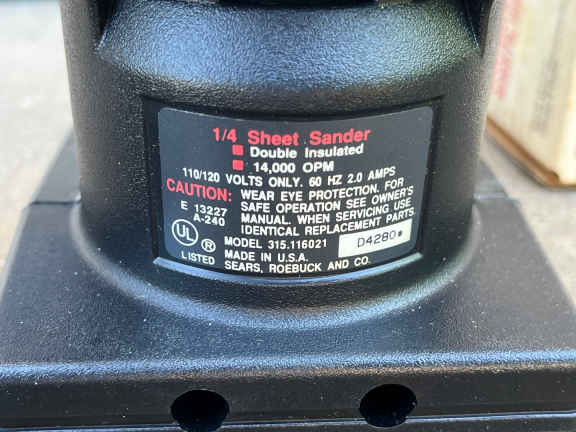 1/4 Sheet Sander
Double Insulated
14,000 OPM
110/120 VOLTS ONLY. 60 HZ 2.0 AMPS
CAUTION: WEAR EYE PROTECTION. FOR
SAFE OPERATION SEE OWNER'S
MANUAL. WHEN SERVICING USE
IDENTICAL REPLACEMENT PARTS.
E 13227
A-240
UL ®
LISTED
MODEL 315.116021
D4280
MADE IN U.S.A.
SEARS, ROEBUCK AND CO.